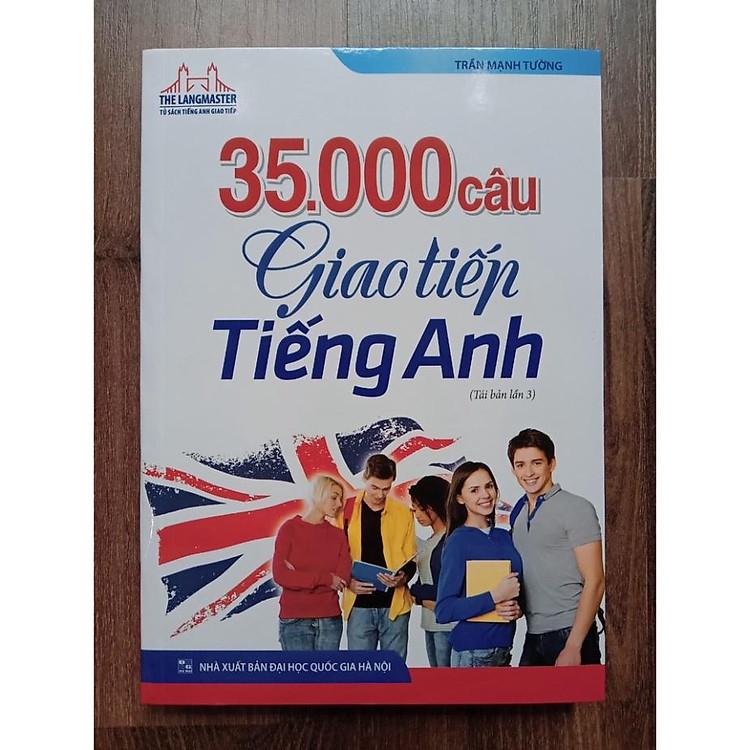 TRẦN MẠNH TƯỜNG
THE LANGMASTER
TỦ SÁCH TIẾNG ANH GIAO TIẾP
35.000 câu
Giao tiếp
Tiếng Anh
(Tái bản lần 3)
NHÀ XUẤT BẢN ĐẠI HỌC QUỐC GIA HÀ NỘI